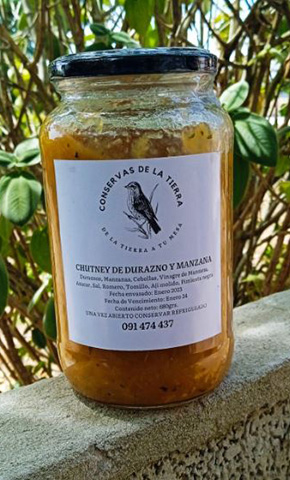 CONSERVAS DE LA TIERRA
DE LA TIERRA A TU MESA
CHUTNEY DE DURAZNO Y MANZANA
Duraznos, Manzanas, Cebollas, Vinagre de Manzana,
Azucar, Sal, Romero, Tomillo, Aji molido, Pimienta negra.
Fecha envasado: Enero 2023
Fecha de Vencimiento: Enero 24
Contenido neto: 680grs.
UNA VEZ ABIERTO CONSERVAR REFRIGERADO
091 474 437